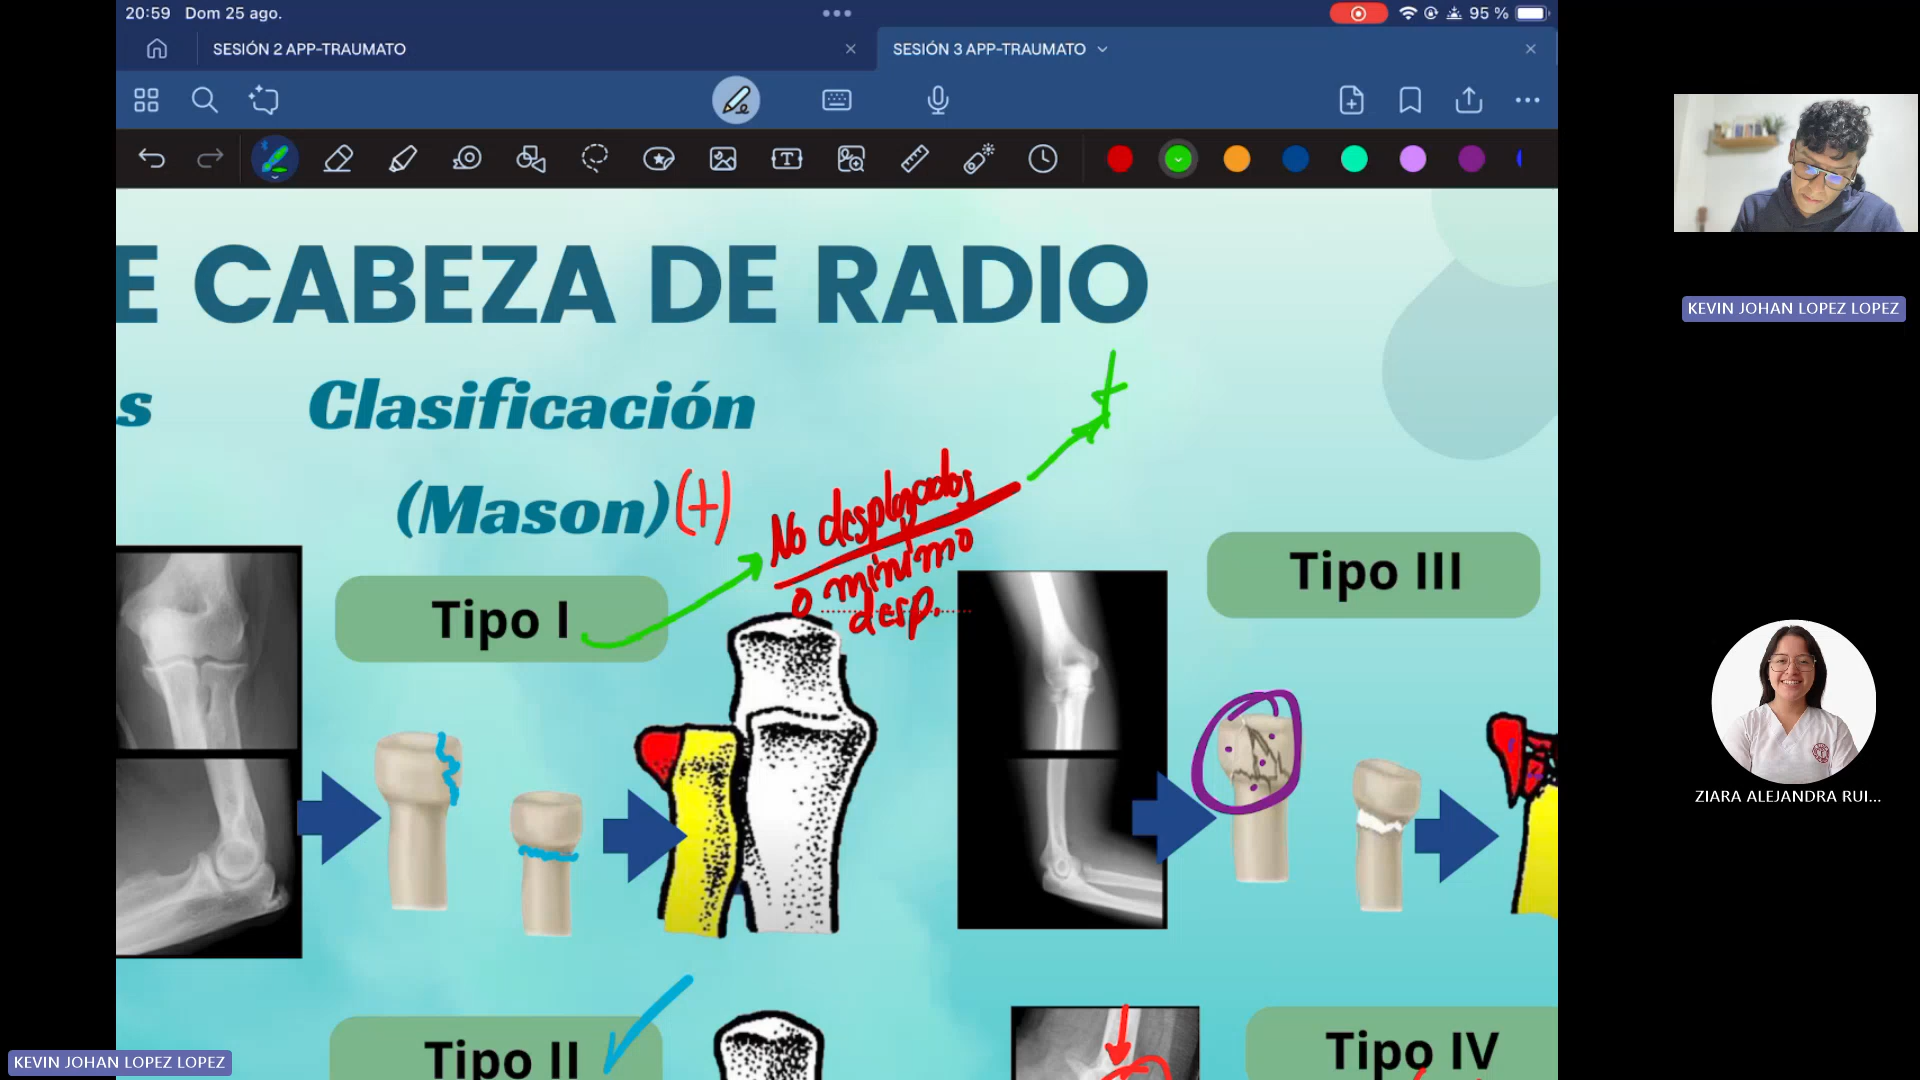 20:59 Dom 25 ago.
95 %
SESIÓN 2 APP-TRAUMATO
SESIÓN 3 APP-TRAUMATO
E CABEZA DE RADIO
s Clasificación
(Mason) (+)
No desplazados
o mínimo
desp.
Tipo I
Tipo III
Tipo II
Tipo IV
KEVIN JOHAN LOPEZ LOPEZ
ZIARA ALEJANDRA RUI...
KEVIN JOHAN LOPEZ LOPEZ